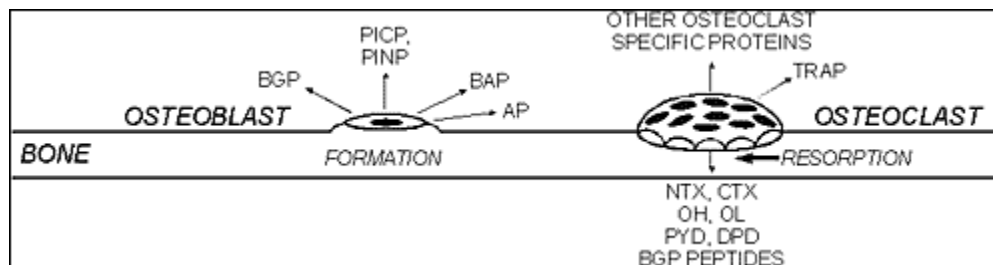 OTHER OSTEOCLAST
SPECIFIC PROTEINS
PICP,
PINP
TRAP
BGP
BAP
AP
OSTEOBLAST
OSTEOCLAST
BONE
FORMATION
RESORPTION
NTX, CTX
OH, OL
PYD, DPD
BGP PEPTIDES